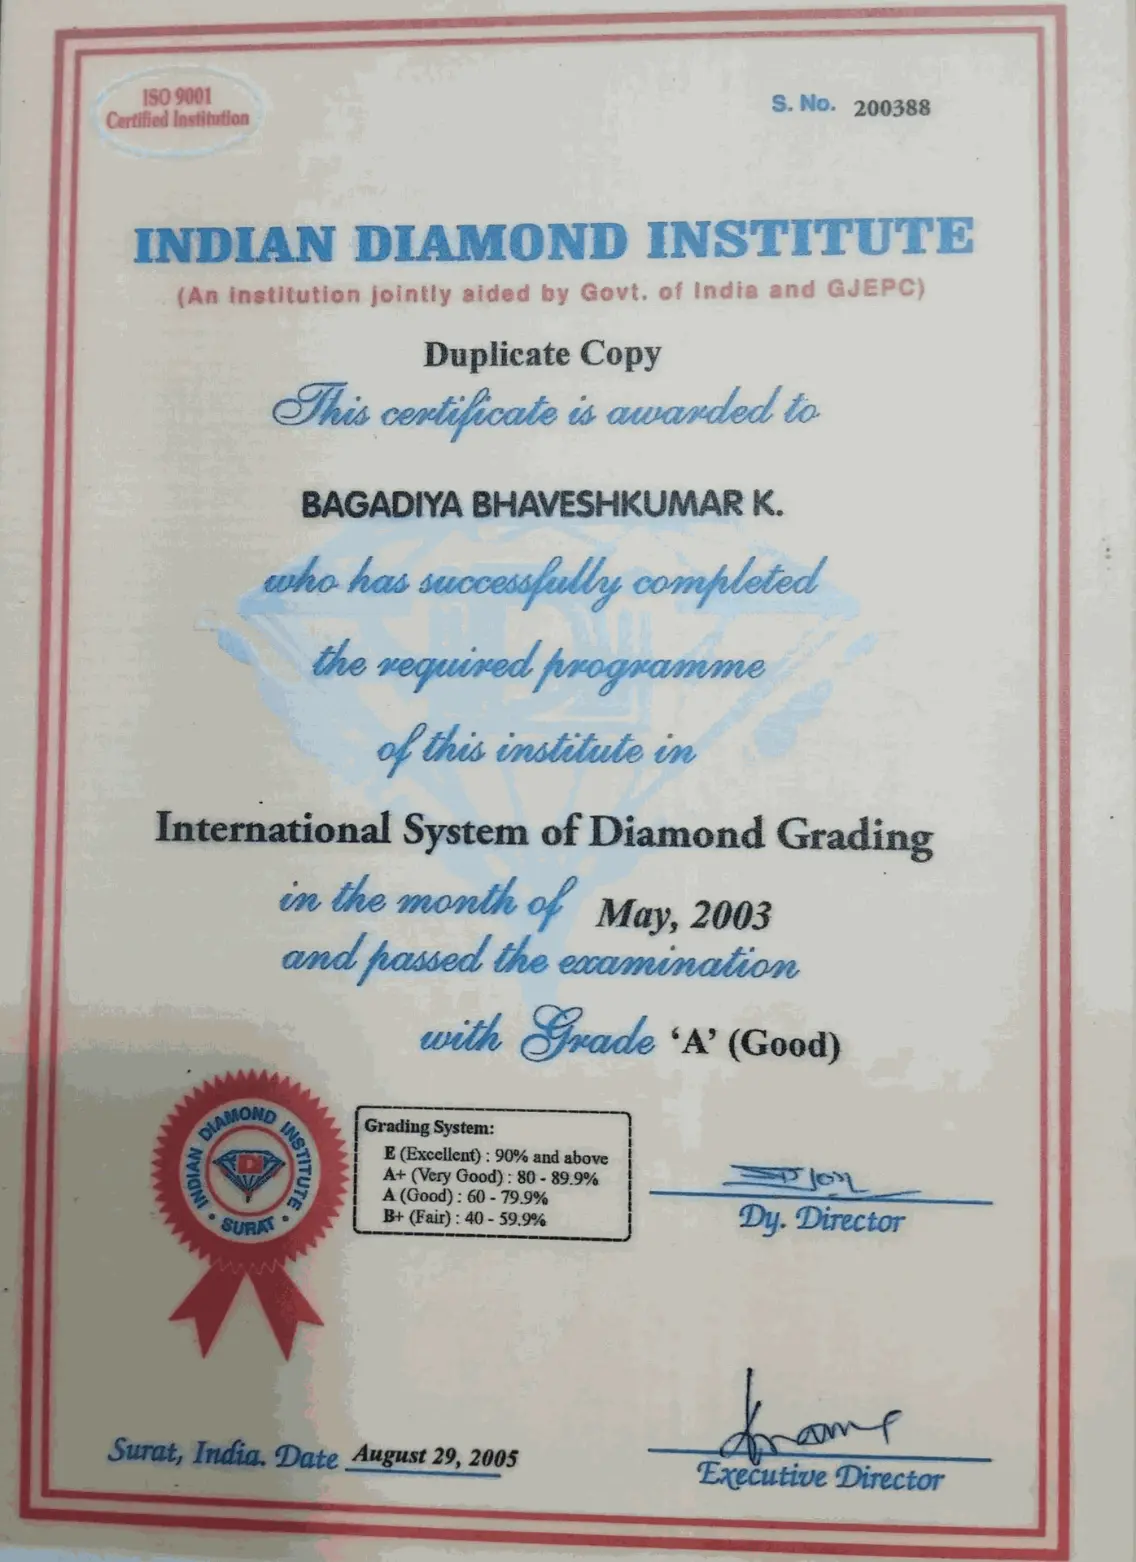 ISO 9001
Certified Institution
S. No. 200388
INDIAN DIAMOND INSTITUTE
(An institution jointly aided by Govt. of India and GJEPC)
Duplicate Copy
This certificate is awarded to
BAGADIYA BHAVESHKUMAR K.
who has successfully completed
the required programme
of this institute in
International System of Diamond Grading
in the month of May, 2003
and passed the examination
with Grade ‘A’ (Good)
INDIAN DIAMOND INSTITUTE
• SURAT •
Grading System:
E (Excellent) : 90% and above
A+ (Very Good) : 80 - 89.9%
A (Good) : 60 - 79.9%
B+ (Fair) : 40 - 59.9%
Dy. Director
Surat, India. Date August 29, 2005
Executive Director